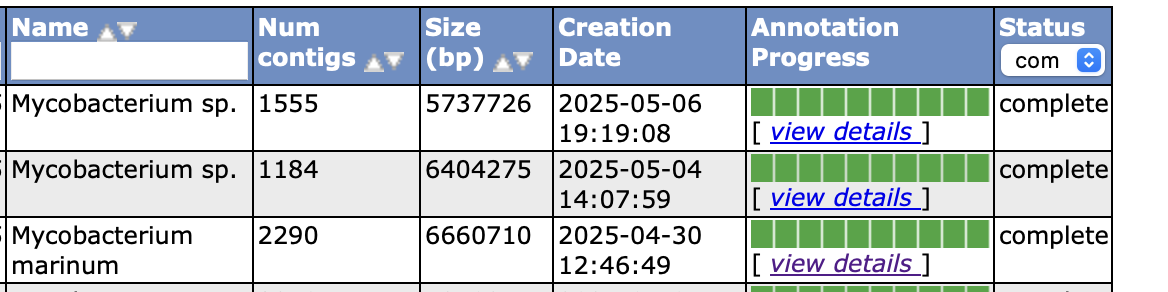 Name Num contigs Size (bp) Creation Date Annotation Progress Status
com
Mycobacterium sp. 1555 5737726 2025-05-06 19:19:08 [ view details ] complete
Mycobacterium sp. 1184 6404275 2025-05-04 14:07:59 [ view details ] complete
Mycobacterium marinum 2290 6660710 2025-04-30 12:46:49 [ view details ] complete